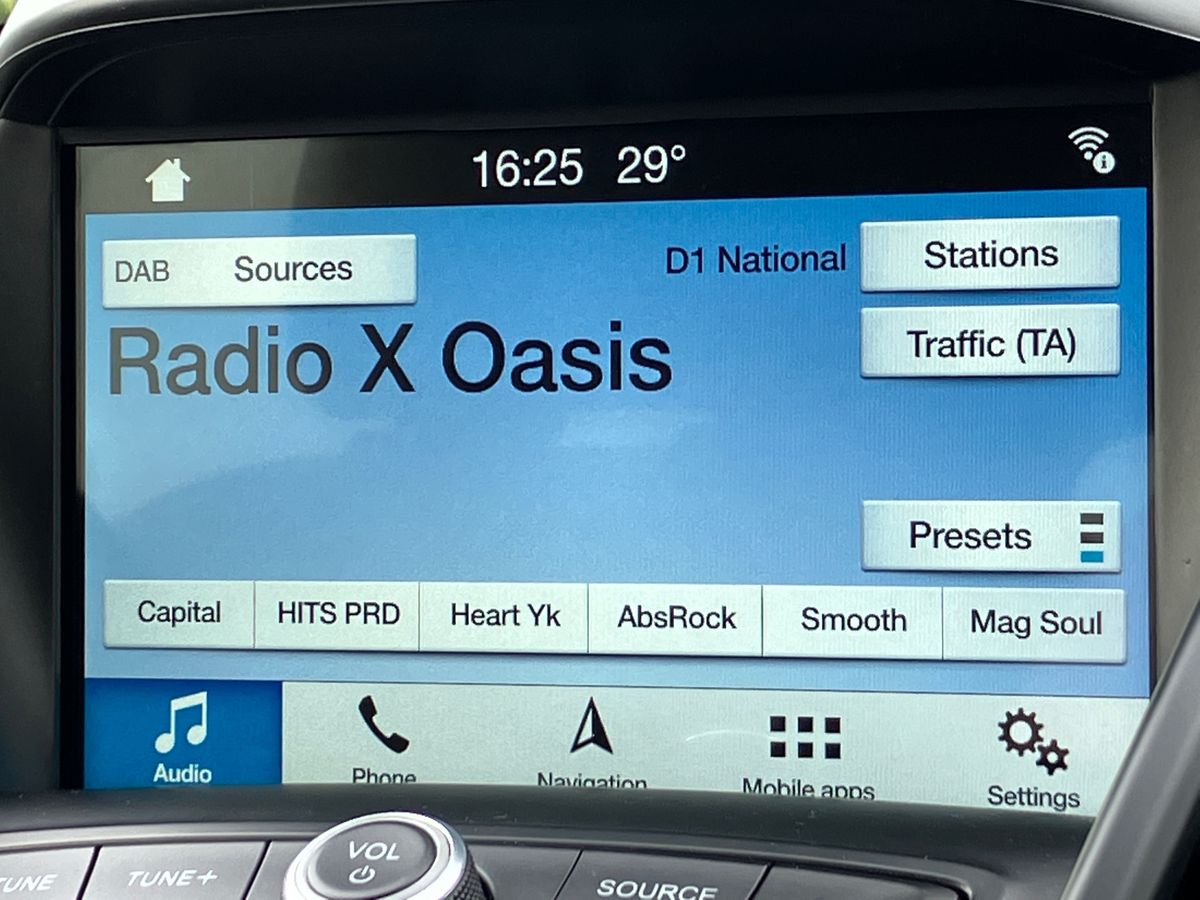 16:25 29°
DAB Sources
D1 National
Stations
Radio X Oasis
Traffic (TA)
Presets
Capital
HITS PRD
Heart Yk
AbsRock
Smooth
Mag Soul
Audio
Phone
Navigation
Mobile apps
Settings
VOL
TUNE
TUNE+
SOURCE